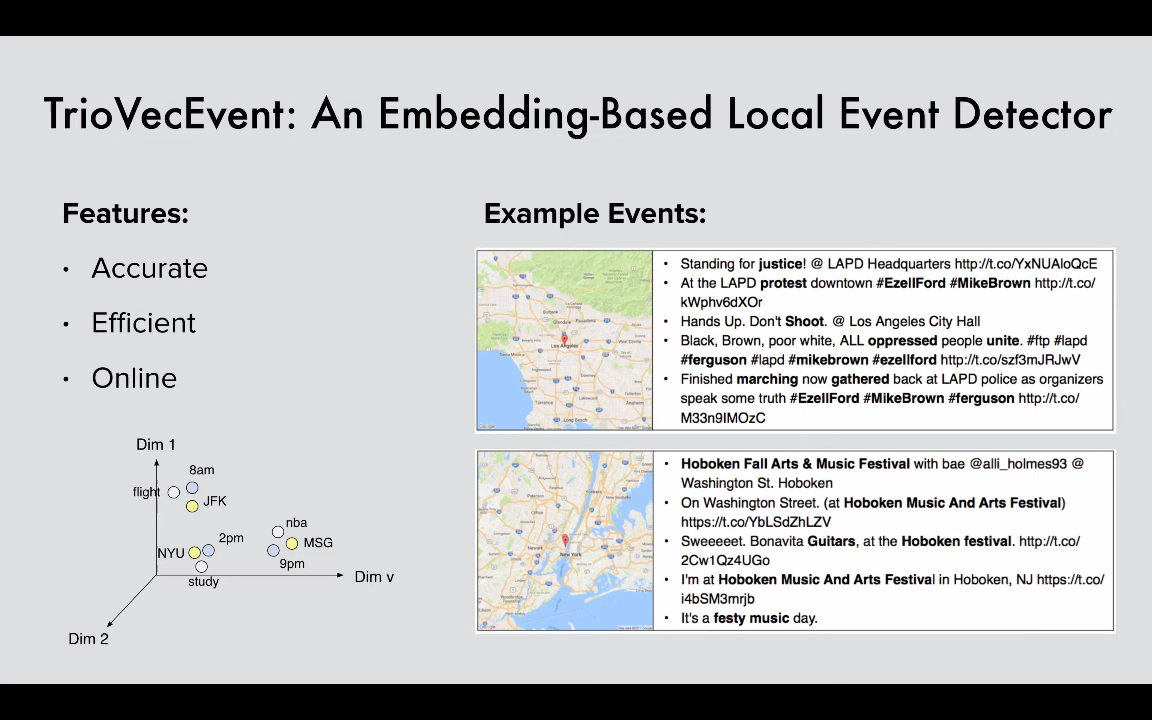 TrioVecEvent: An Embedding-Based Local Event Detector
Features:
• Accurate
• Efficient
• Online
Dim 1
8am
flight
JFK
nba
2pm
MSG
NYU
9pm
study
Dim v
Dim 2
Example Events:
Los Angeles
• Standing for justice! @ LAPD Headquarters http://t.co/YxNUAloQcE
• At the LAPD protest downtown #EzellFord #MikeBrown http://t.co/
kWphv6dXOr
• Hands Up. Don't Shoot. @ Los Angeles City Hall
• Black, Brown, poor white, ALL oppressed people unite. #ftp #lapd
#ferguson #lapd #mikebrown #ezellford http://t.co/szf3mJRJwV
• Finished marching now gathered back at LAPD police as organizers
speak some truth #EzellFord #MikeBrown #ferguson http://t.co/
M33n9IMOzC
New York
• Hoboken Fall Arts & Music Festival with bae @alli_holmes93 @
Washington St. Hoboken
• On Washington Street. (at Hoboken Music And Arts Festival)
https://t.co/YbLSdZhLZV
• Sweeeeet. Bonavita Guitars, at the Hoboken festival. http://t.co/
2Cw1Qz4UGo
• I'm at Hoboken Music And Arts Festival in Hoboken, NJ https://t.co/
i4bSM3mrjb
• It's a festy music day.